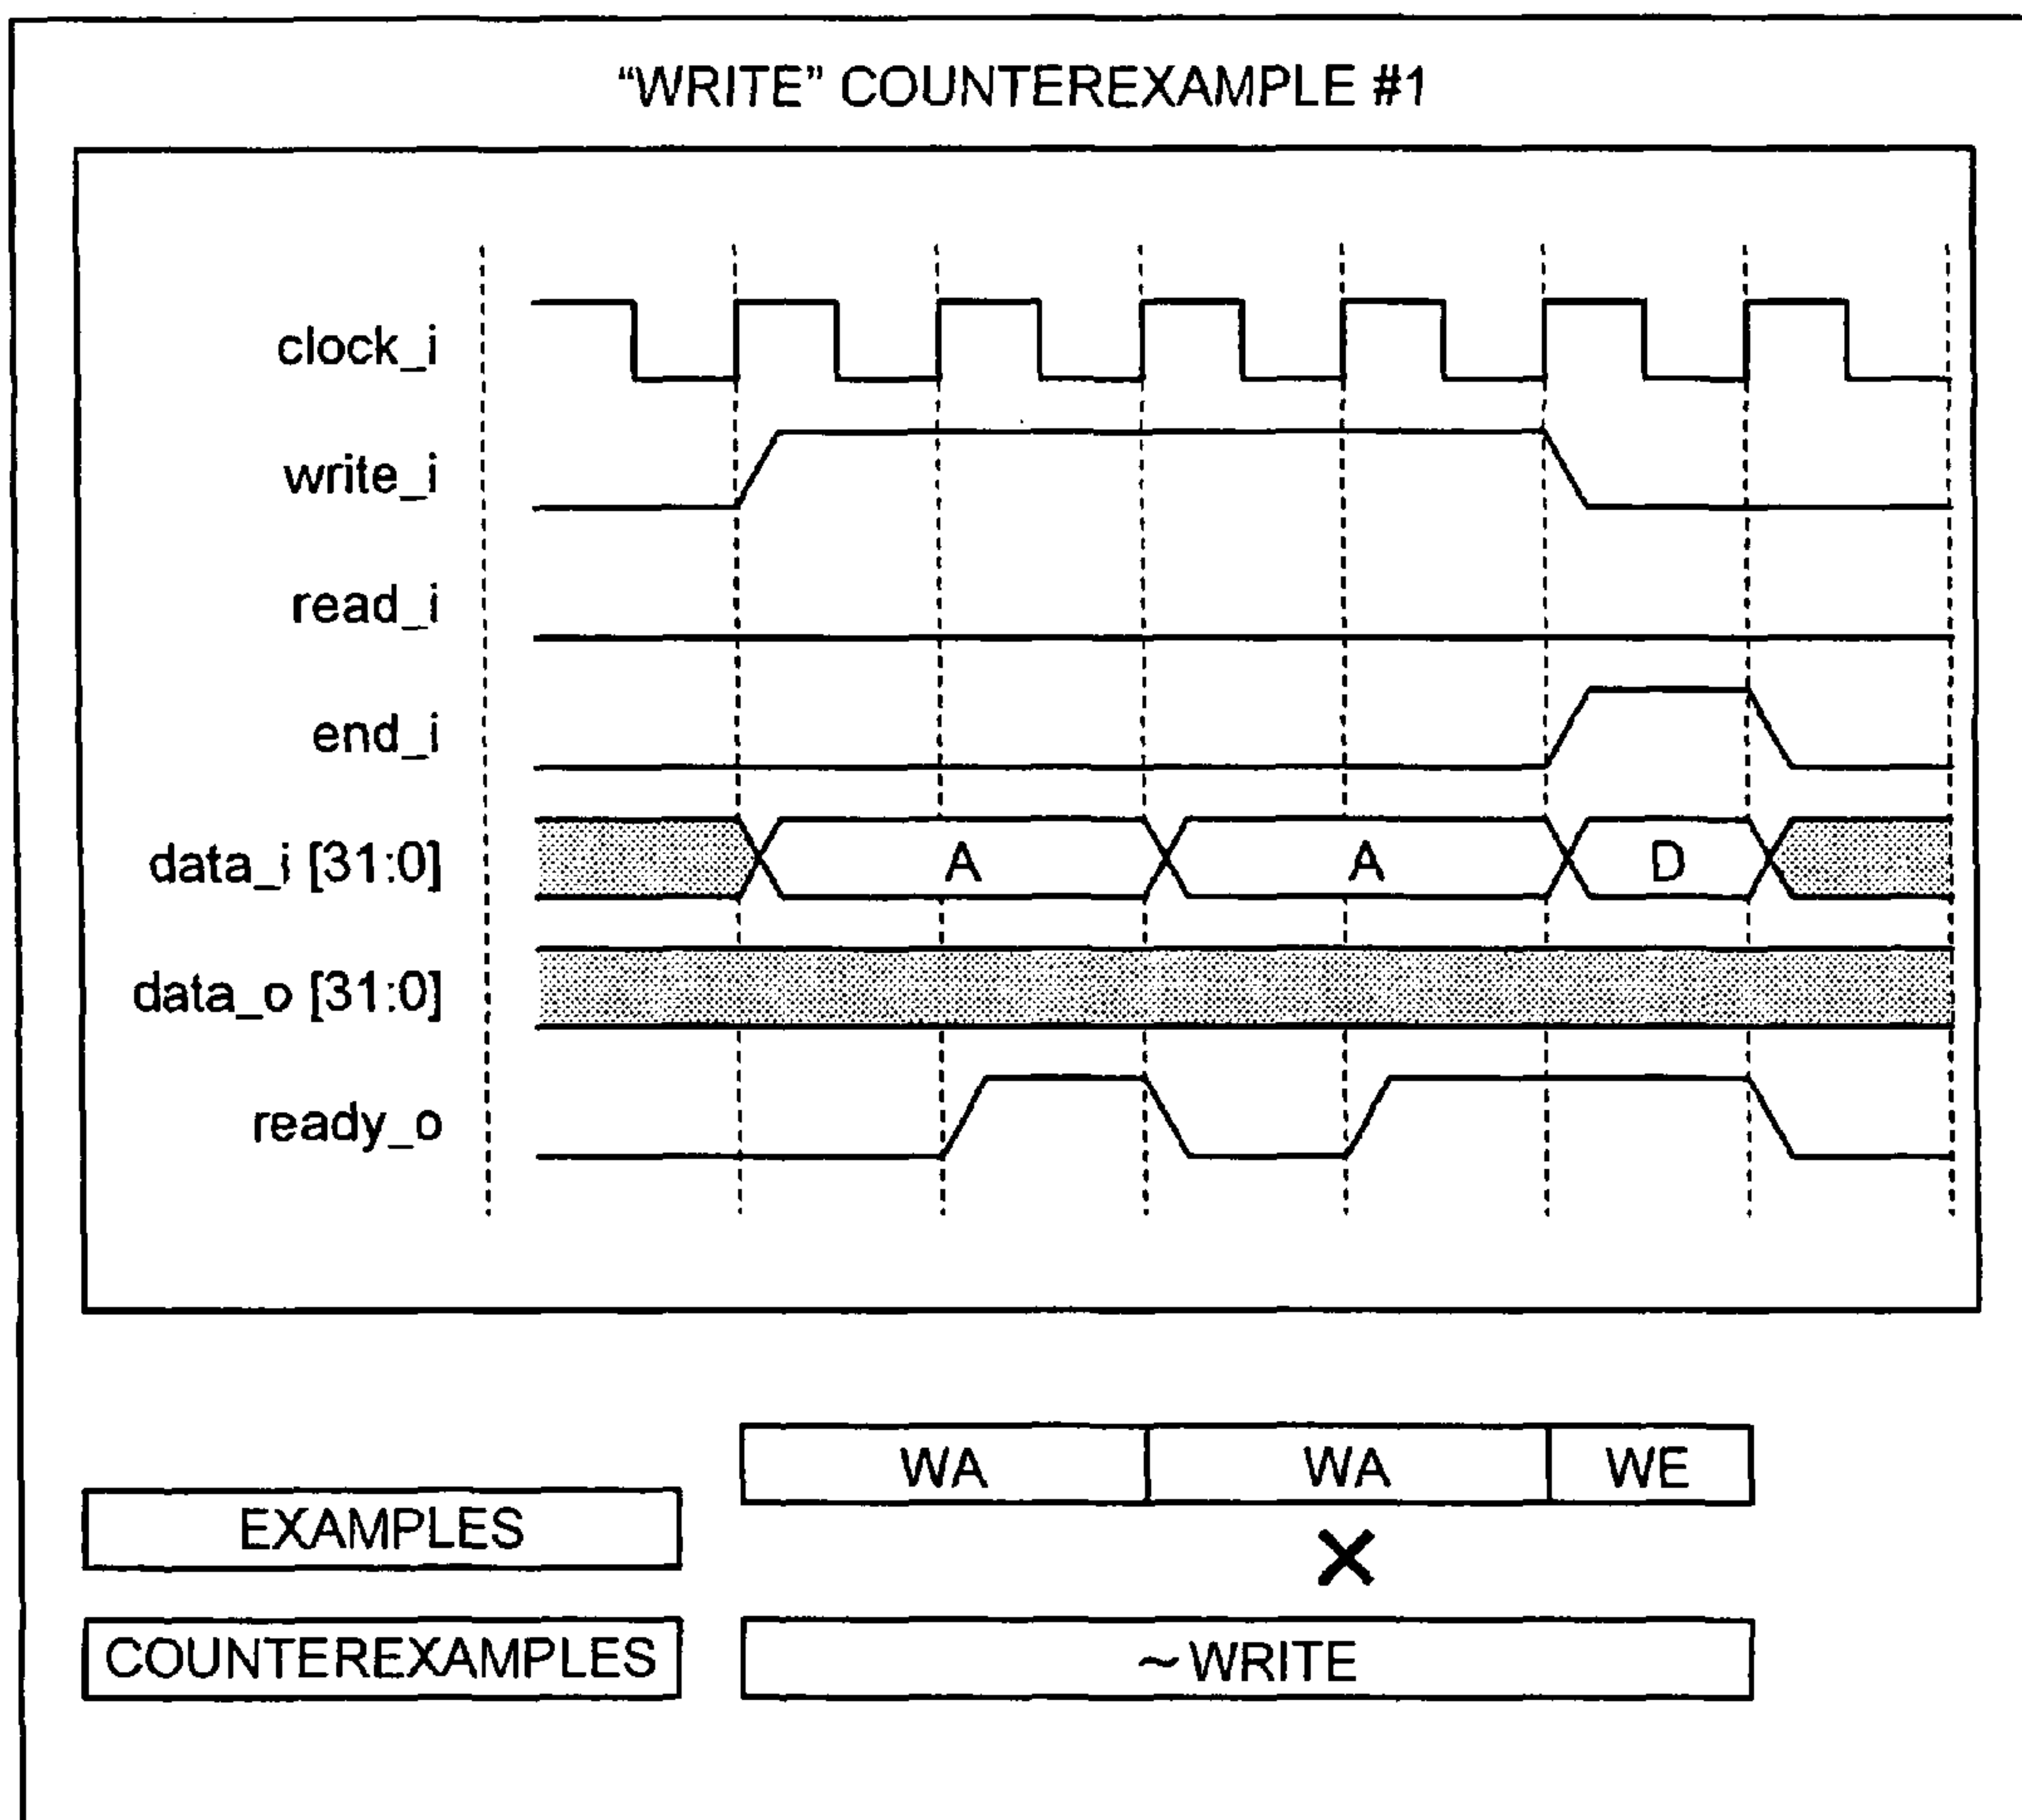 “WRITE” COUNTEREXAMPLE #1
clock_i
write_i
read_i
end_i
data_i [31:0]
A A D
data_o [31:0]
ready_o
WA WA WE
EXAMPLES
COUNTEREXAMPLES
~WRITE